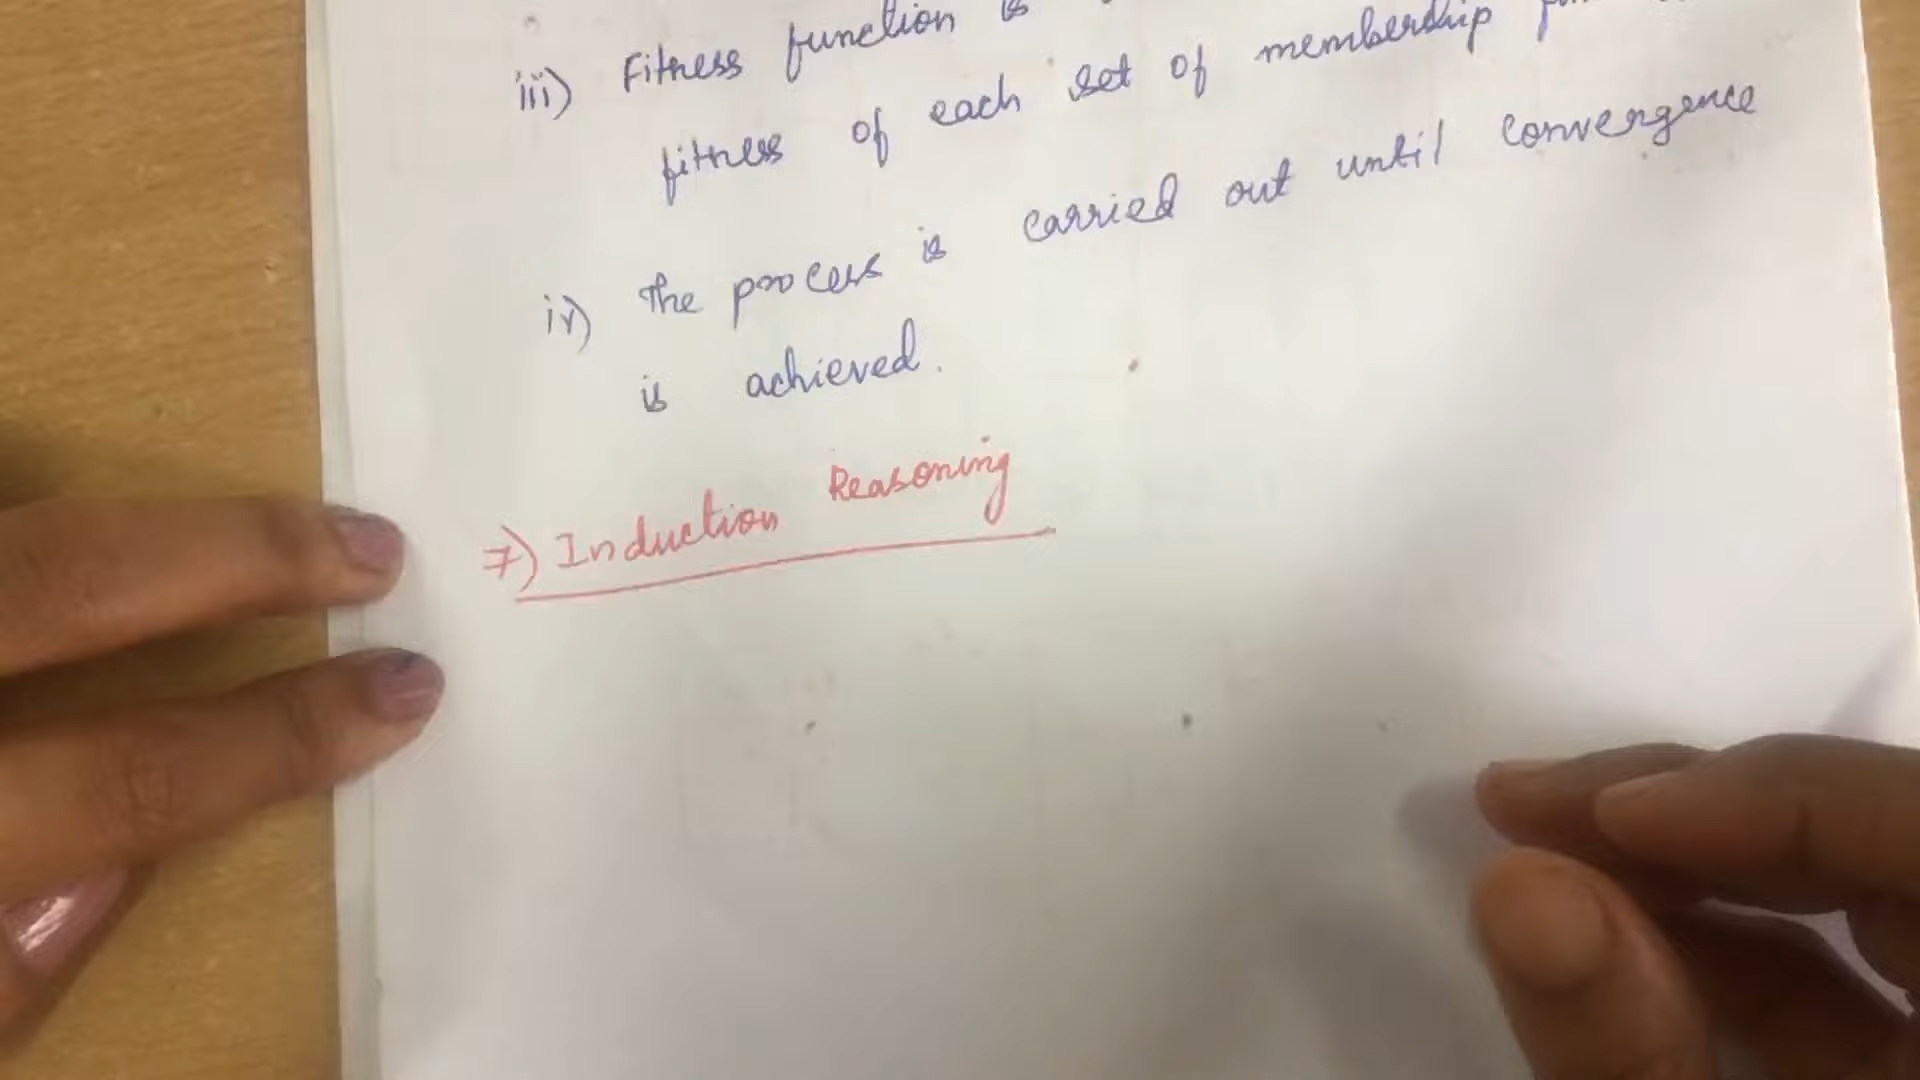 iii) Fitness function is
fitness of each set of membership
iv) The process is carried out until convergence
is achieved.
7) Induction Reasoning